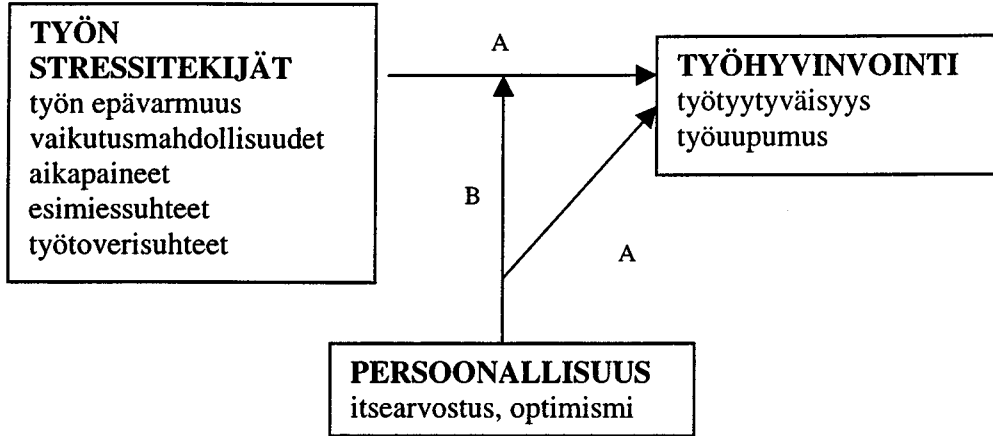 TYÖN
STRESSITEKIJÄT
työn epävarmuus
vaikutusmahdollisuudet
aikapaineet
esimiessuhteet
työtoverisuhteet
A
TYÖHYVINVOINTI
työtyytyväisyys
työuupumus
B
A
PERSOONALLISUUS
itsearvostus, optimismi